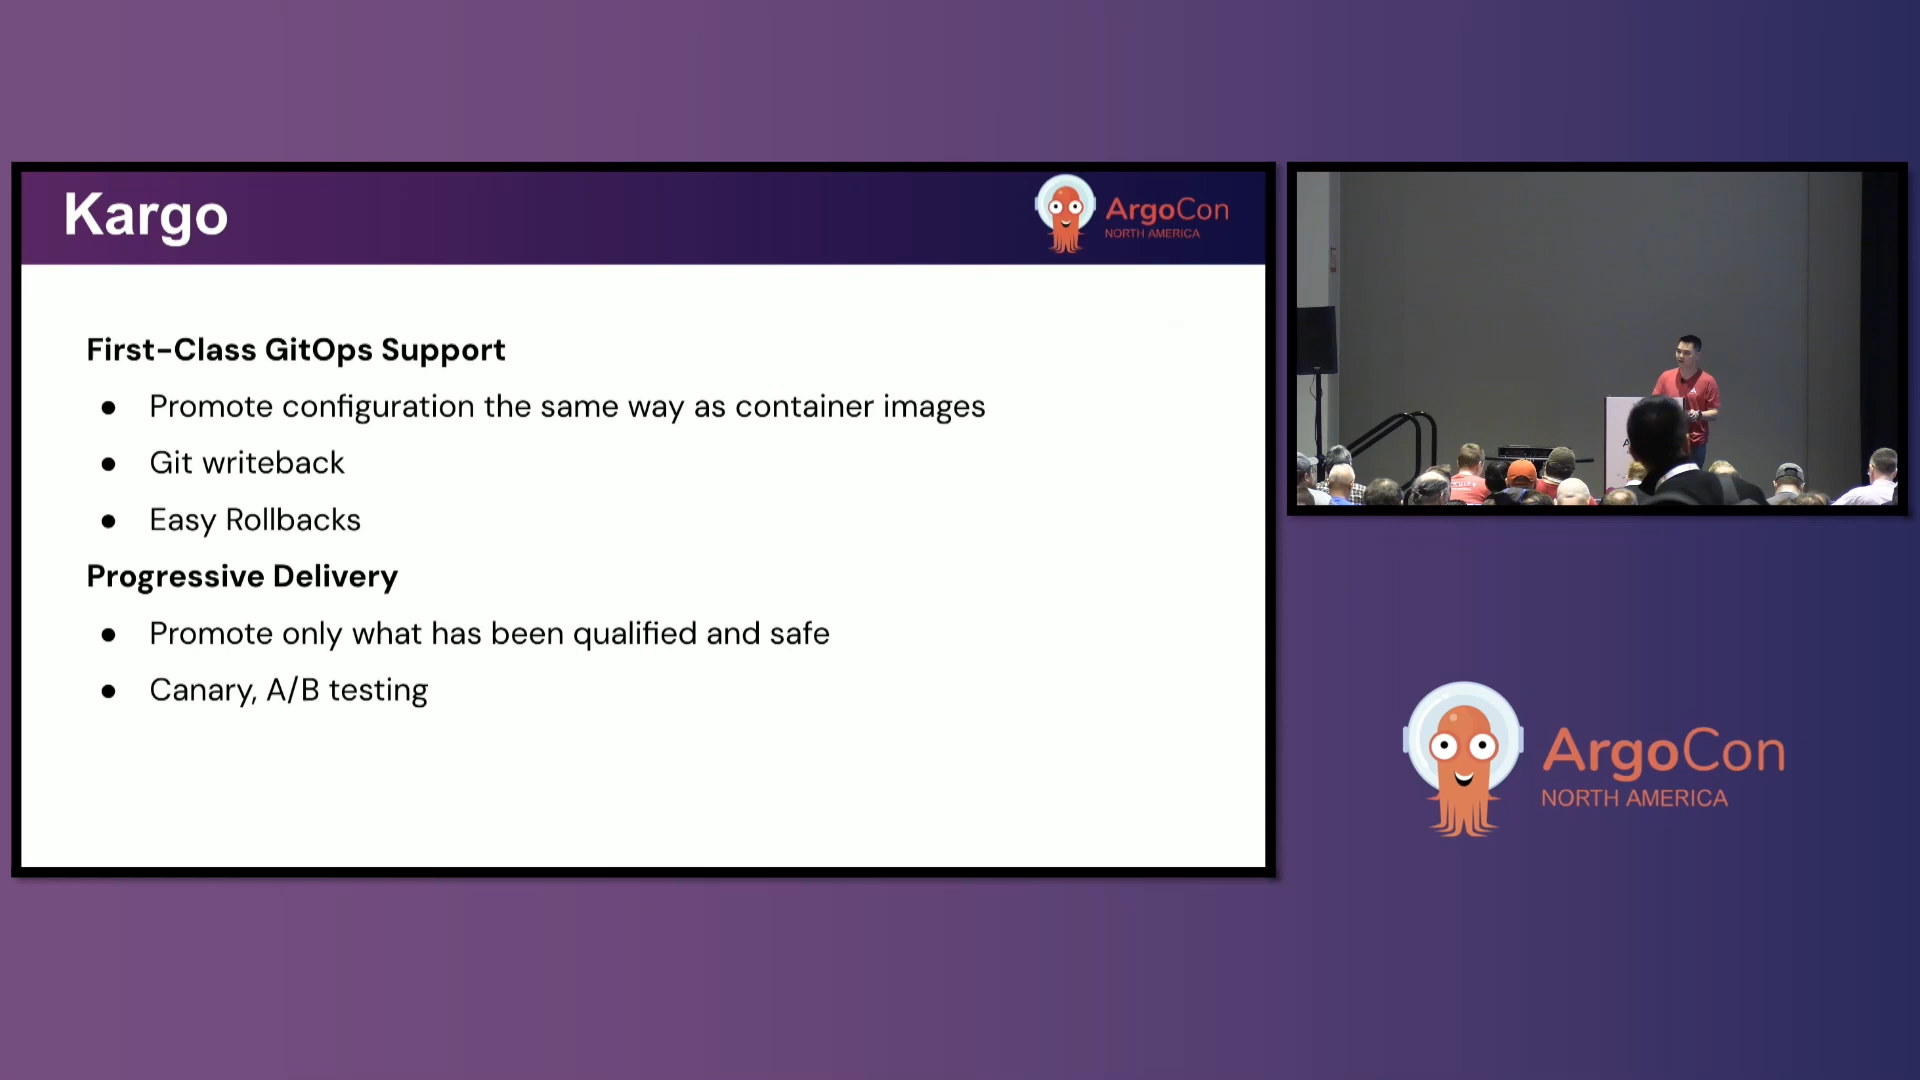 Kargo
ArgoCon
NORTH AMERICA
First-Class GitOps Support
● Promote configuration the same way as container images
● Git writeback
● Easy Rollbacks
Progressive Delivery
● Promote only what has been qualified and safe
● Canary, A/B testing
ArgoCon
NORTH AMERICA